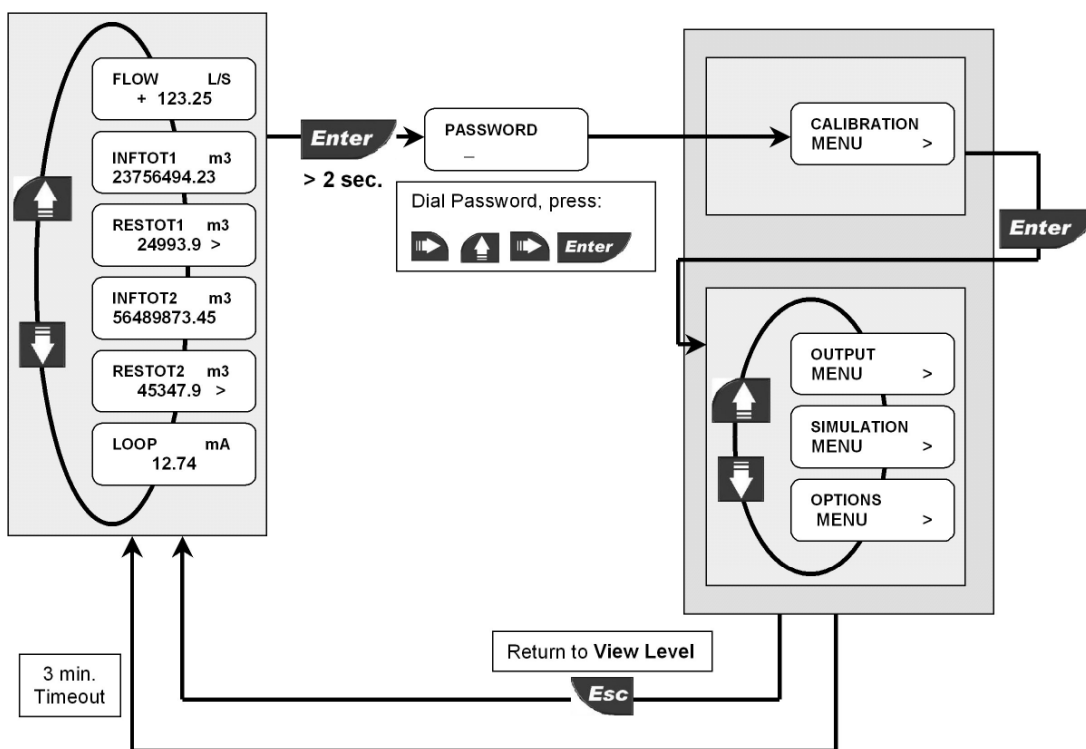 FLOW L/S
+ 123.25
INFTOT1 m3
23756494.23
RESTOT1 m3
24993.9 >
INFTOT2 m3
56489873.45
RESTOT2 m3
45347.9 >
LOOP mA
12.74
Enter
> 2 sec.
PASSWORD
_
Dial Password, press:
Enter
CALIBRATION
MENU >
Enter
OUTPUT
MENU >
SIMULATION
MENU >
OPTIONS
MENU >
Return to View Level
Esc
3 min.
Timeout